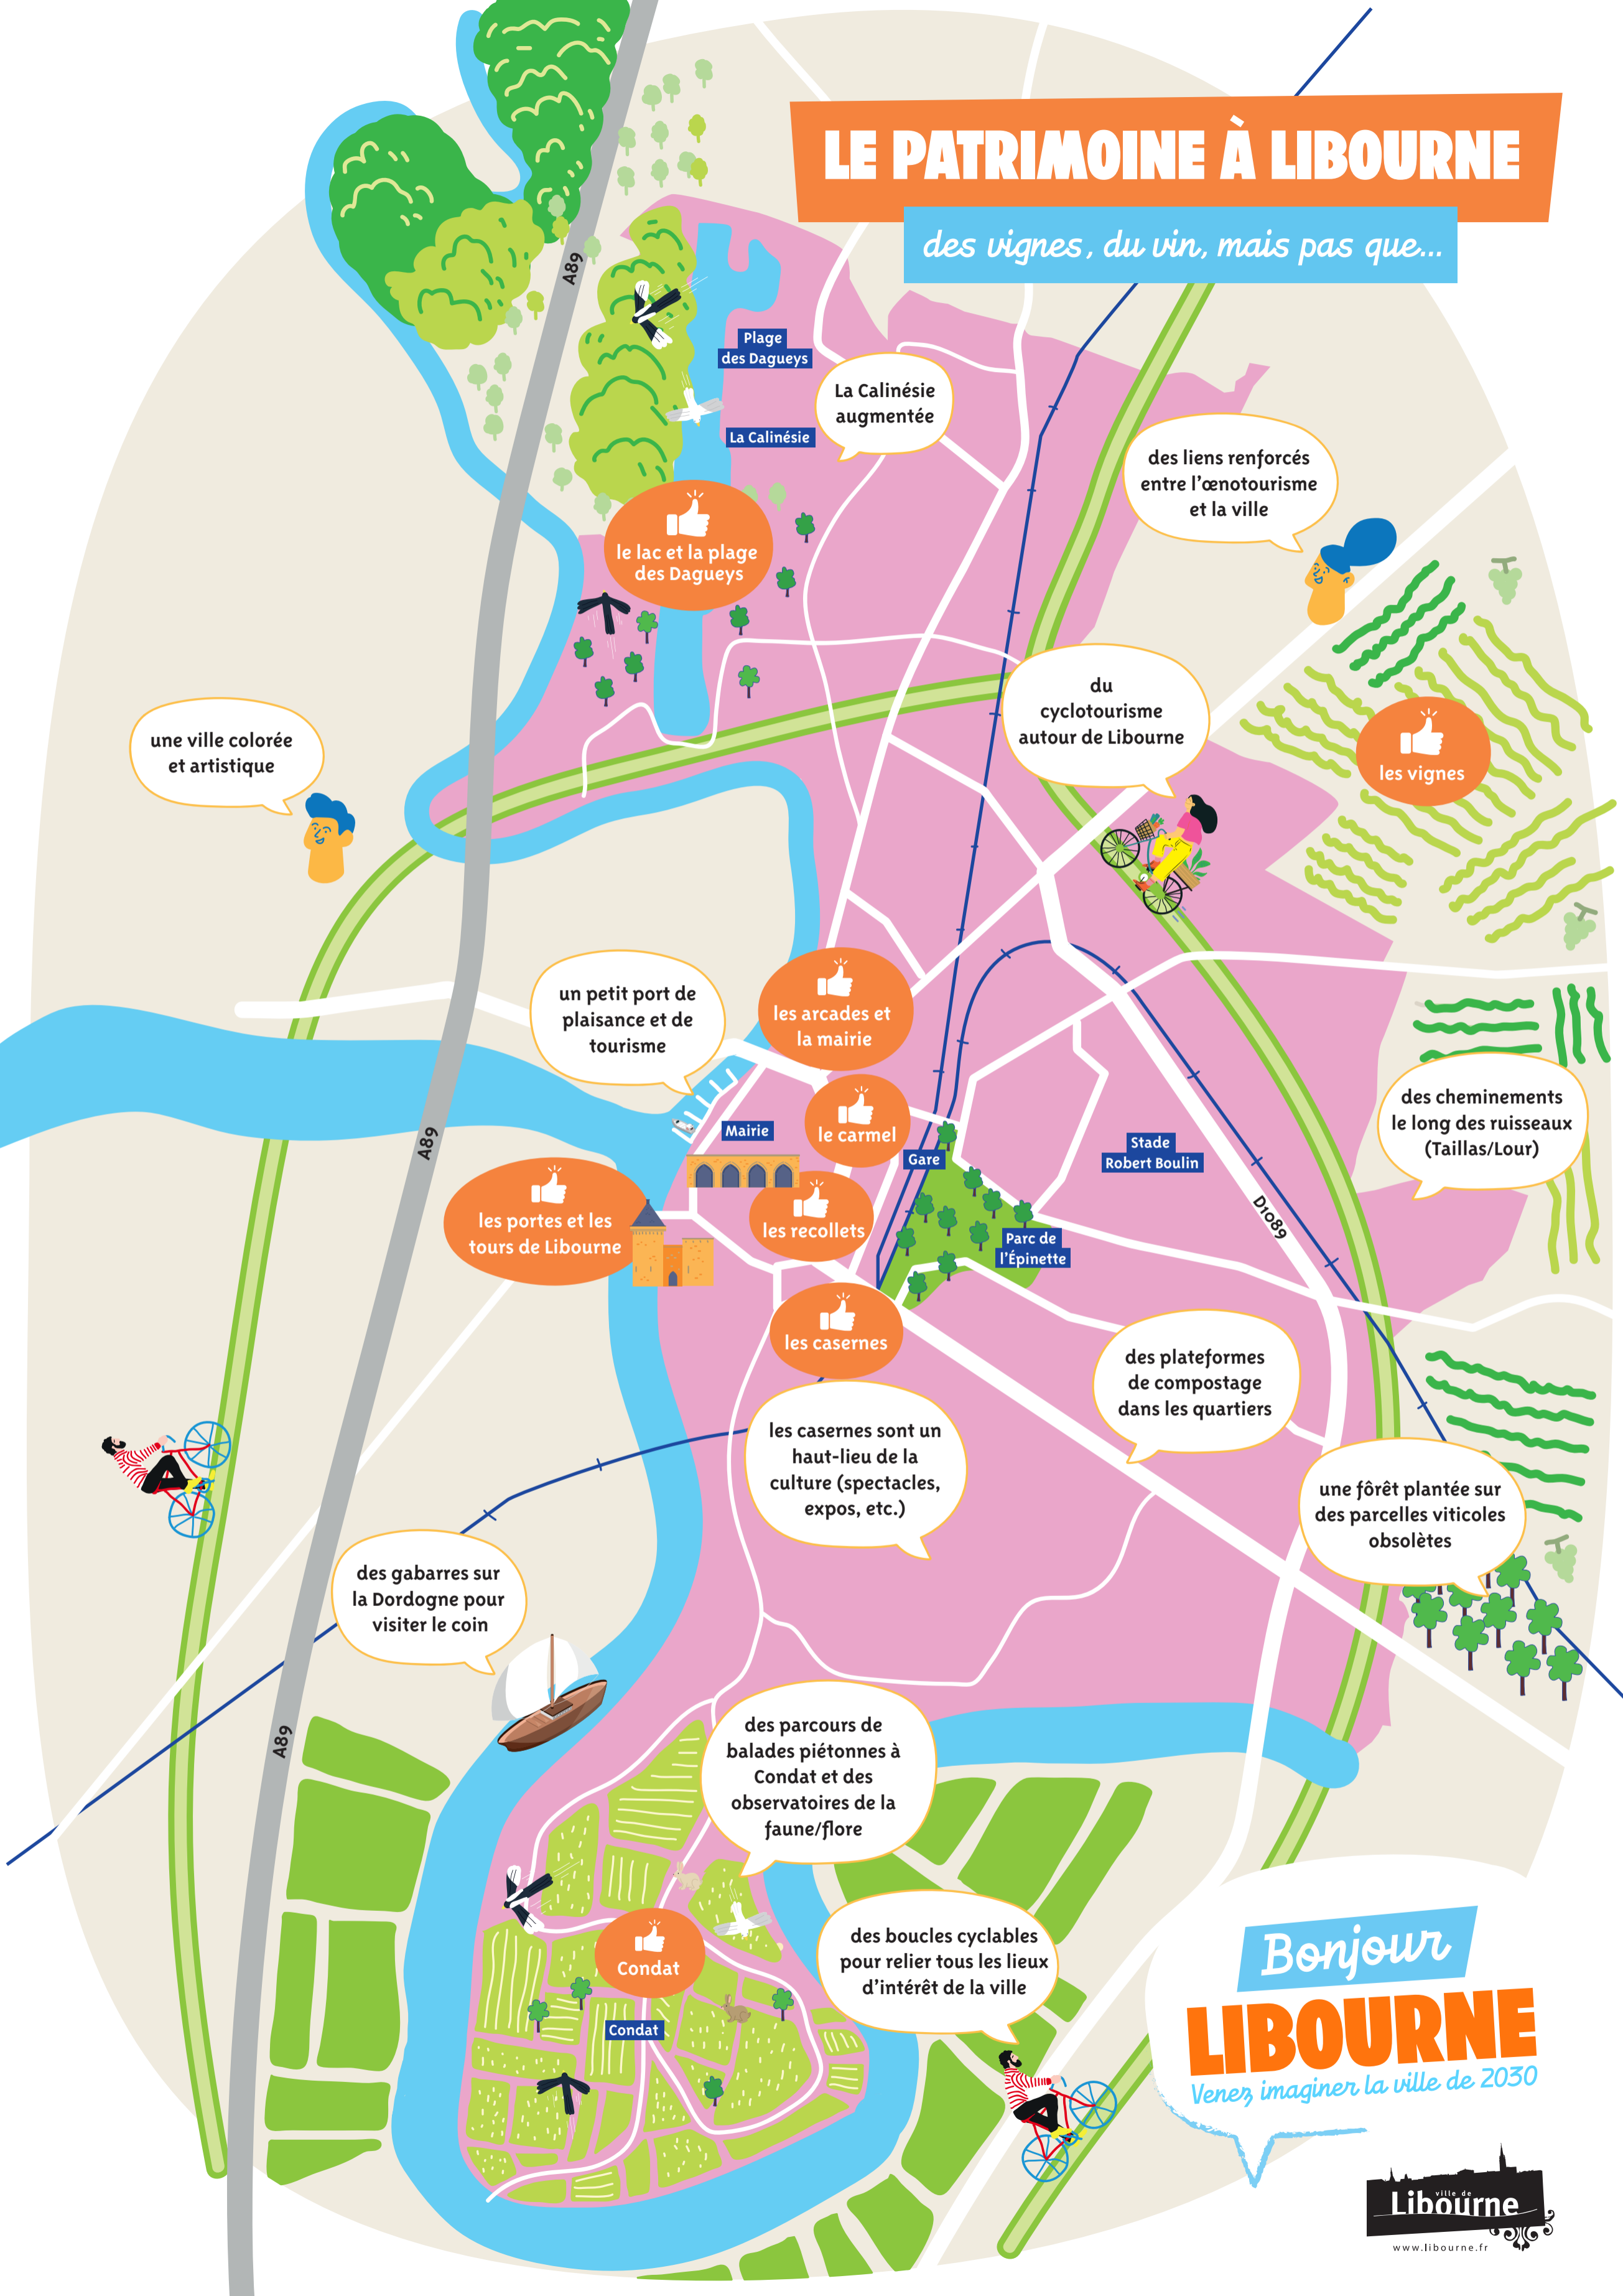 LE PATRIMOINE À LIBOURNE
des vignes, du vin, mais pas que...
A89
Plage
des Dagueys
La Calinésie
augmentée
La Calinésie
des liens renforcés
entre l'œnotourisme
et la ville
le lac et la plage
des Dagueys
du
cyclotourisme
autour de Libourne
les vignes
une ville colorée
et artistique
un petit port de
plaisance et de
tourisme
les arcades et
la mairie
des cheminements
le long des ruisseaux
(Taillas/Lour)
A89
Mairie
le carmel
Gare
Stade
Robert Boulin
D1089
les portes et les
tours de Libourne
les recollets
Parc de
l'Épinette
les casernes
des plateformes
de compostage
dans les quartiers
les casernes sont un
haut-lieu de la
culture (spectacles,
expos, etc.)
une fôrêt plantée sur
des parcelles viticoles
obsolètes
des gabarres sur
la Dordogne pour
visiter le coin
A89
des parcours de
balades piétonnes à
Condat et des
observatoires de la
faune/flore
Condat
des boucles cyclables
pour relier tous les lieux
d'intérêt de la ville
Condat
Bonjour
LIBOURNE
Venez imaginer la ville de 2030
ville de
Libourne
www.libourne.fr